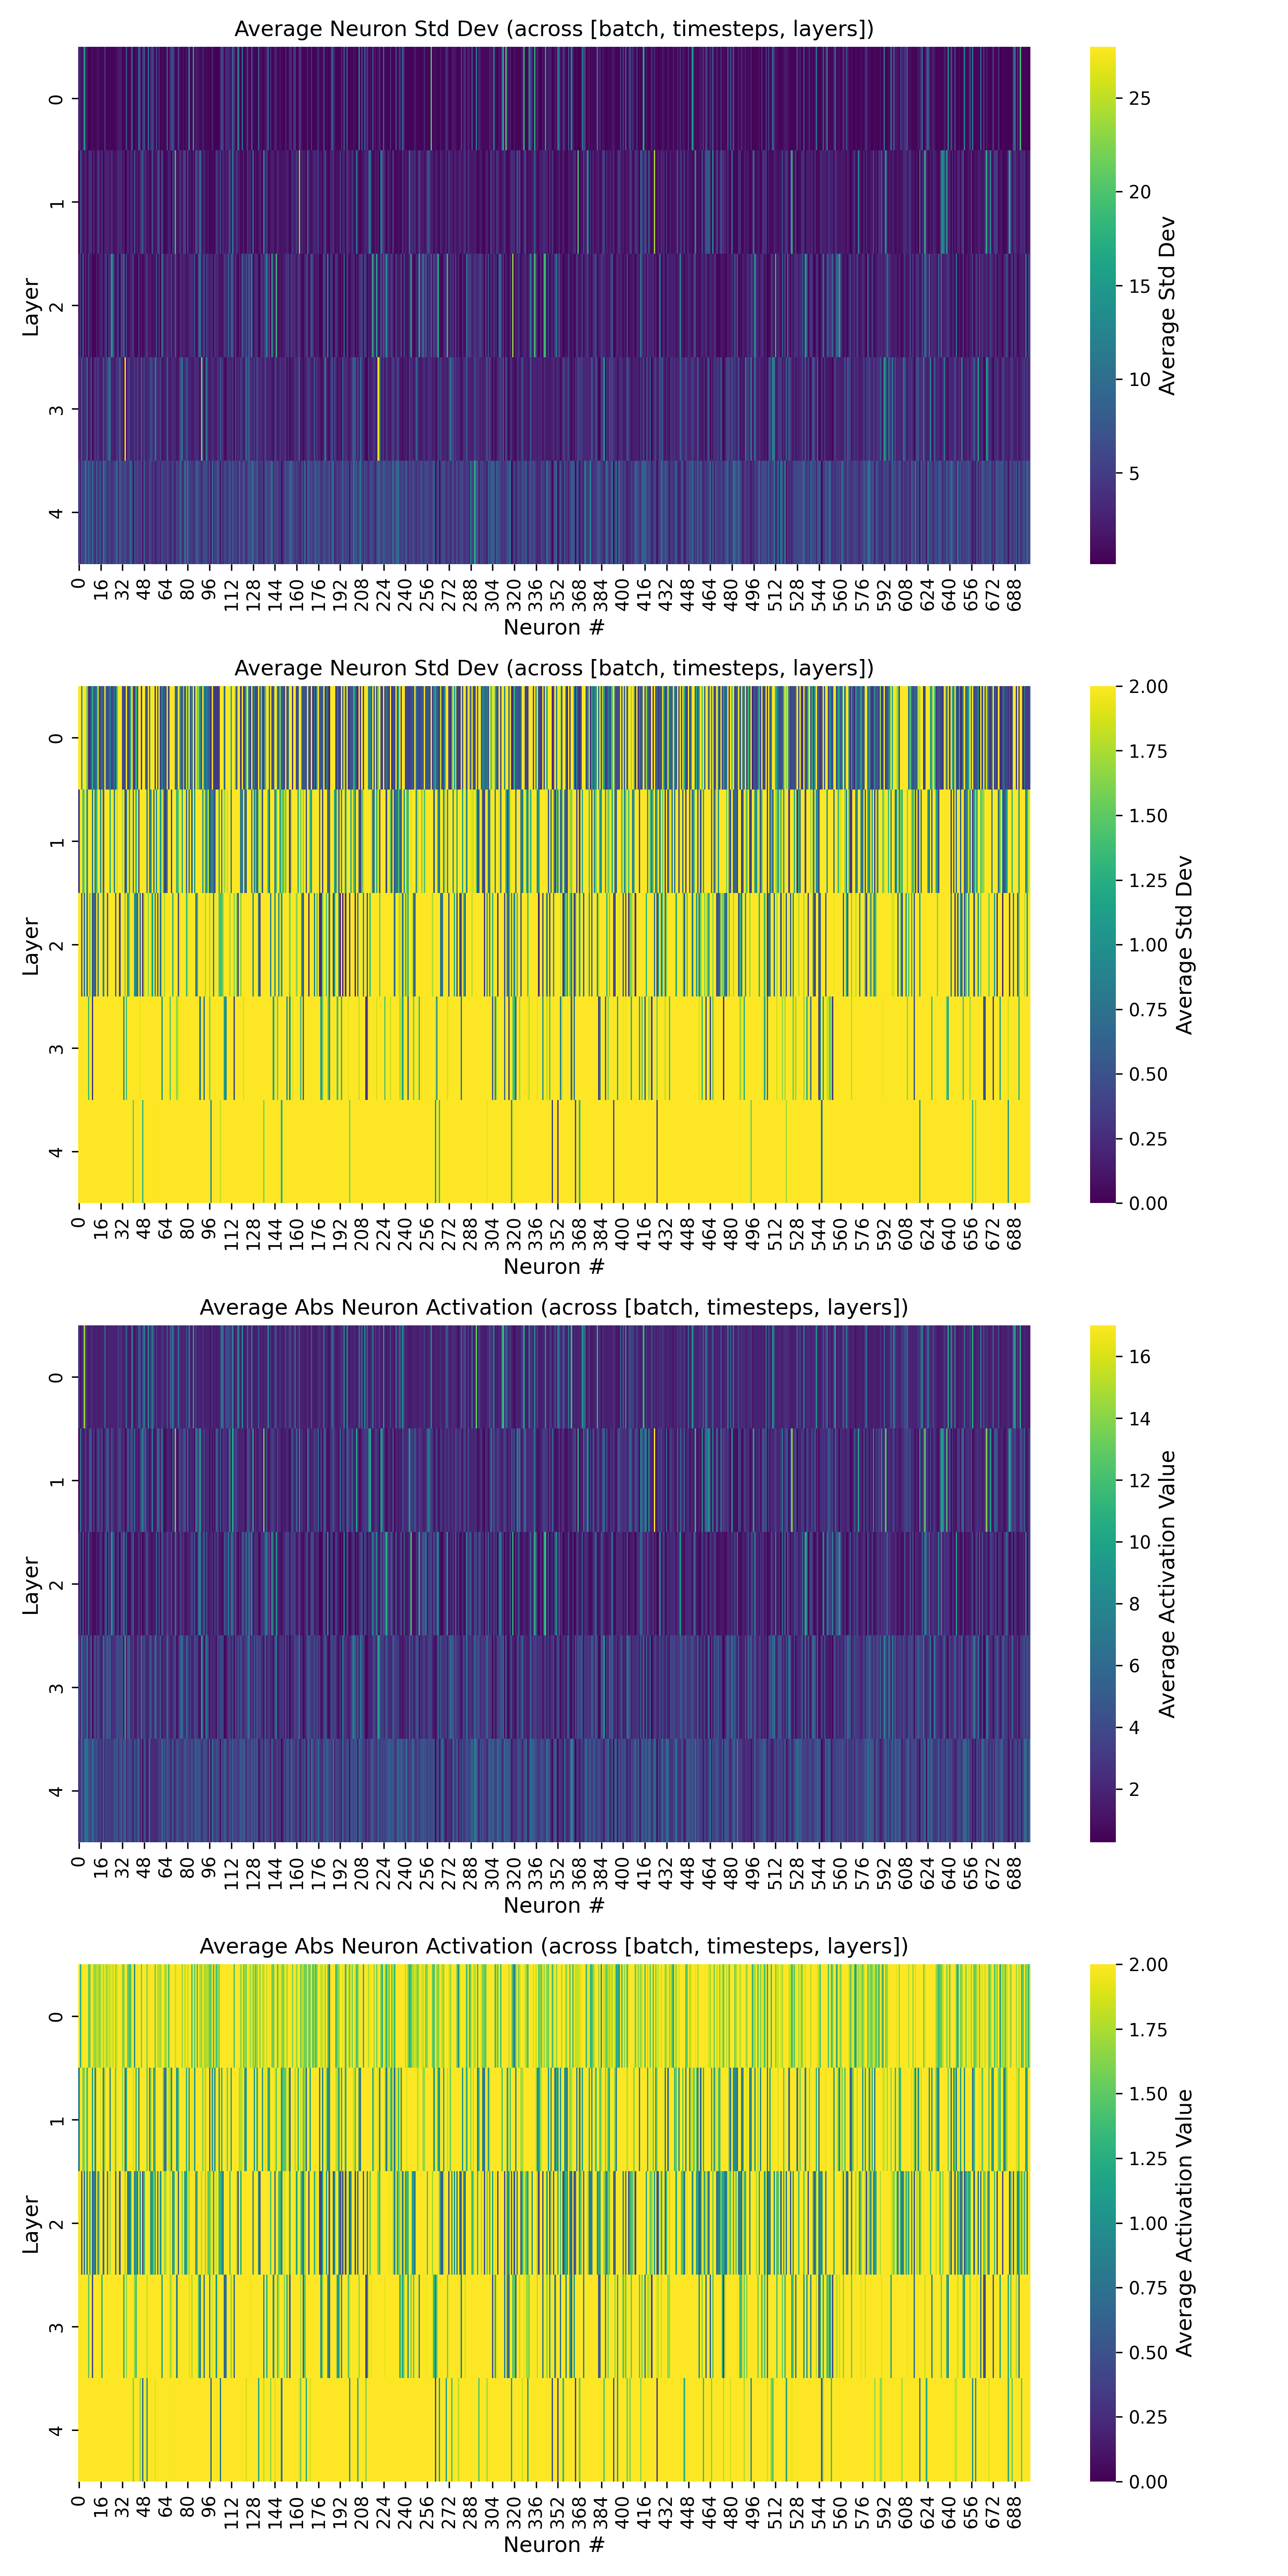 Average Neuron Std Dev (across [batch, timesteps, layers])
0
1
2
3
4
Layer
0 16 32 48 64 80 96 112 128 144 160 176 192 208 224 240 256 272 288 304 320 336 352 368 384 400 416 432 448 464 480 496 512 528 544 560 576 592 608 624 640 656 672 688
Neuron #
25
20
15
10
5
Average Std Dev
Average Neuron Std Dev (across [batch, timesteps, layers])
0
1
2
3
4
Layer
0 16 32 48 64 80 96 112 128 144 160 176 192 208 224 240 256 272 288 304 320 336 352 368 384 400 416 432 448 464 480 496 512 528 544 560 576 592 608 624 640 656 672 688
Neuron #
2.00
1.75
1.50
1.25
1.00
0.75
0.50
0.25
0.00
Average Std Dev
Average Abs Neuron Activation (across [batch, timesteps, layers])
0
1
2
3
4
Layer
0 16 32 48 64 80 96 112 128 144 160 176 192 208 224 240 256 272 288 304 320 336 352 368 384 400 416 432 448 464 480 496 512 528 544 560 576 592 608 624 640 656 672 688
Neuron #
16
14
12
10
8
6
4
2
Average Activation Value
Average Abs Neuron Activation (across [batch, timesteps, layers])
0
1
2
3
4
Layer
0 16 32 48 64 80 96 112 128 144 160 176 192 208 224 240 256 272 288 304 320 336 352 368 384 400 416 432 448 464 480 496 512 528 544 560 576 592 608 624 640 656 672 688
Neuron #
2.00
1.75
1.50
1.25
1.00
0.75
0.50
0.25
0.00
Average Activation Value